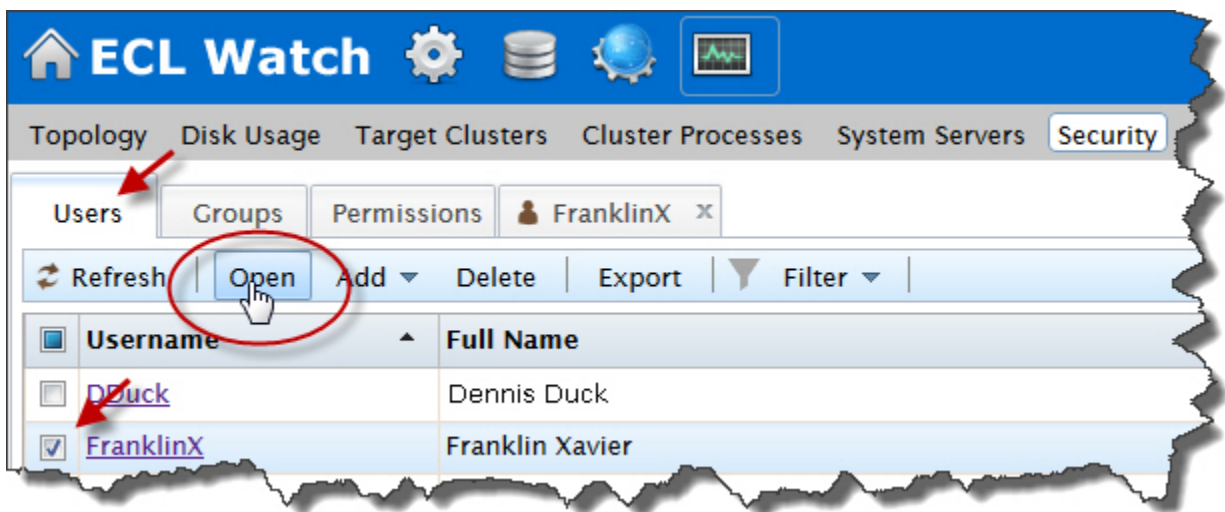 ECL Watch
Topology Disk Usage Target Clusters Cluster Processes System Servers Security
Users Groups Permissions FranklinX x
Refresh Open Add Delete Export Filter
Username Full Name
DDuck Dennis Duck
FranklinX Franklin Xavier